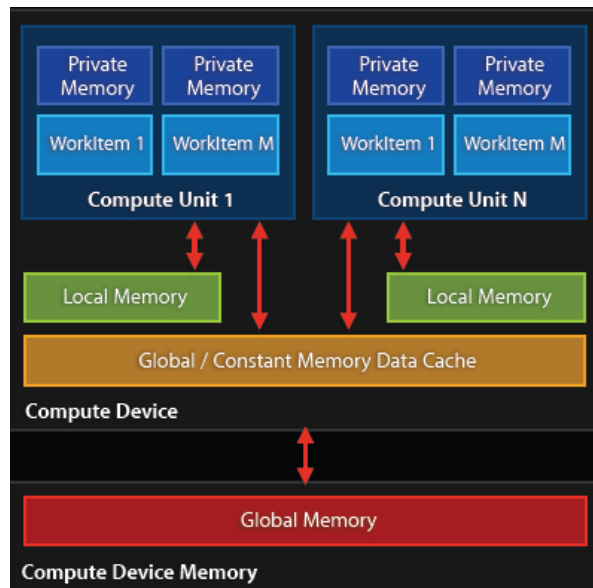 Private Memory
Private Memory
Private Memory
Private Memory
WorkItem 1
WorkItem M
WorkItem 1
WorkItem M
Compute Unit 1
Compute Unit N
Local Memory
Local Memory
Global / Constant Memory Data Cache
Compute Device
Global Memory
Compute Device Memory